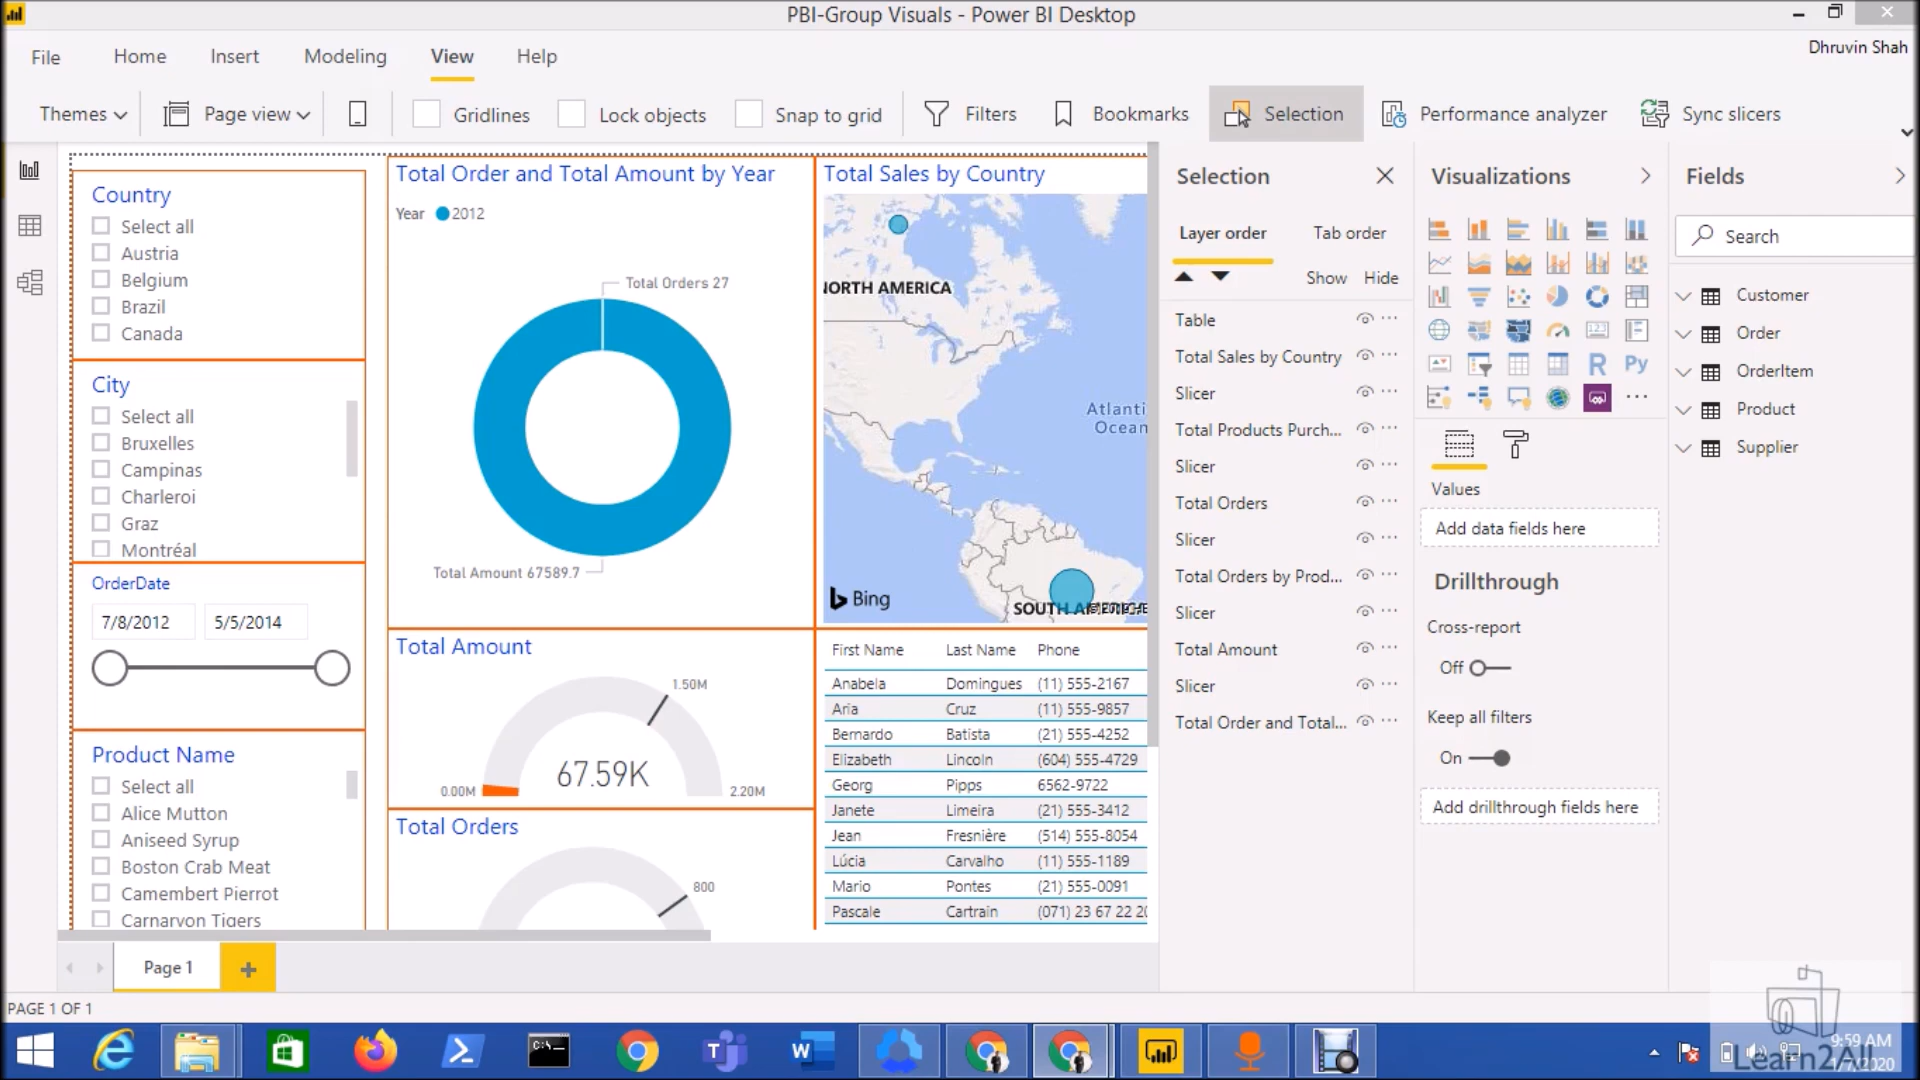 PBI-Group Visuals - Power BI Desktop
Dhruvin Shah
File Home Insert Modeling View Help
Themes Page view Gridlines Lock objects Snap to grid Filters Bookmarks Selection Performance analyzer Sync slicers
Country
Select all
Austria
Belgium
Brazil
Canada
City
Select all
Bruxelles
Campinas
Charleroi
Graz
Montréal
OrderDate
7/8/2012 5/5/2014
Product Name
Select all
Alice Mutton
Aniseed Syrup
Boston Crab Meat
Camembert Pierrot
Carnarvon Tigers
Total Order and Total Amount by Year
Year 2012
Total Orders 27
Total Amount 67589.7
Total Amount
1.50M
67.59K
0.00M 2.20M
Total Orders
800
Total Sales by Country
NORTH AMERICA
Atlanti
Ocean
Bing
First Name Last Name Phone
Anabela Domingues (11) 555-2167
Aria Cruz (11) 555-9857
Bernardo Batista (21) 555-4252
Elizabeth Lincoln (604) 555-4729
Georg Pipps 6562-9722
Janete Limeira (21) 555-3412
Jean Fresnière (514) 555-8054
Lúcia Carvalho (11) 555-1189
Mario Pontes (21) 555-0091
Pascale Cartrain (071) 23 67 22 20
Selection
Layer order Tab order
Show Hide
Table
Total Sales by Country
Slicer
Total Products Purch...
Slicer
Total Orders
Slicer
Total Orders by Prod...
Slicer
Total Amount
Slicer
Total Order and Total...
Visualizations
R Py
Values
Add data fields here
Drillthrough
Cross-report
Off
Keep all filters
On
Add drillthrough fields here
Fields
Search
Customer
Order
OrderItem
Product
Supplier
Page 1
PAGE 1 OF 1
9:59 AM